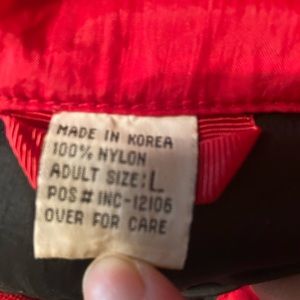 MADE IN KOREA
100% NYLON
ADULT SIZE: L
POS # INC-12106
OVER FOR CARE